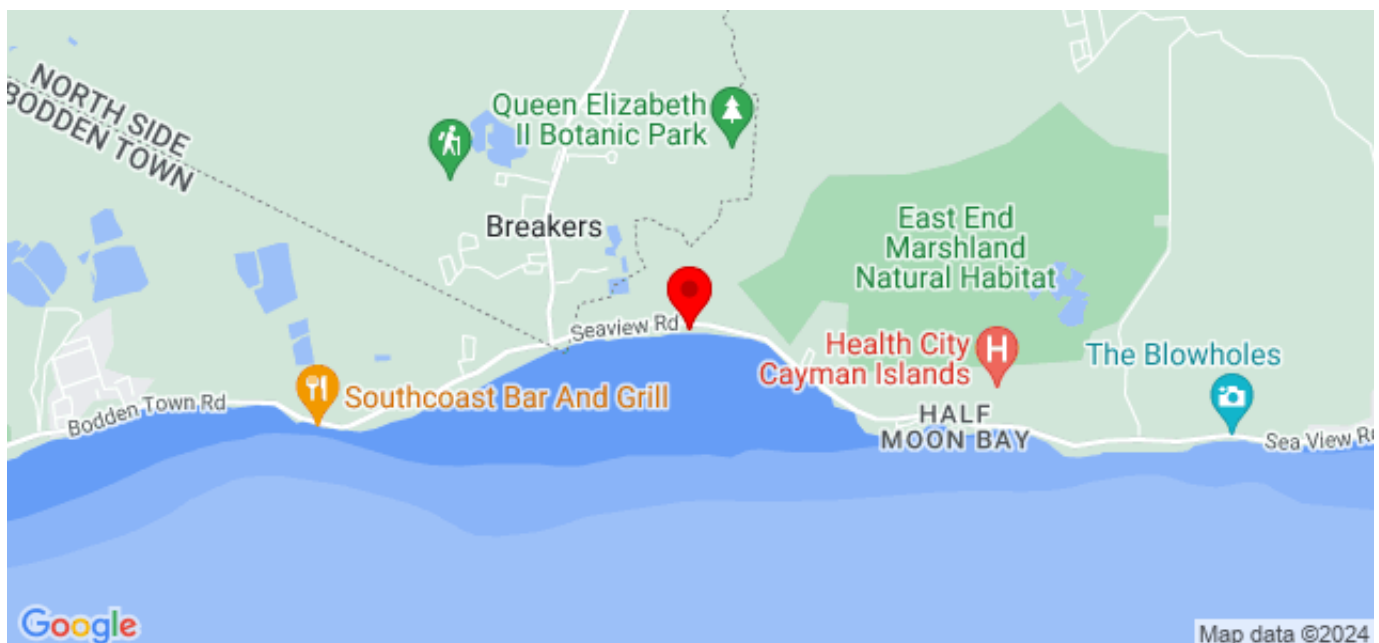 NORTH SIDE
BODDEN TOWN
Queen Elizabeth
II Botanic Park
Breakers
East End
Marshland
Natural Habitat
Seaview Rd
Health City
Cayman Islands
H
The Blowholes
Southcoast Bar And Grill
Bodden Town Rd
HALF
MOON BAY
Sea View Rd
Google
Map data ©2024